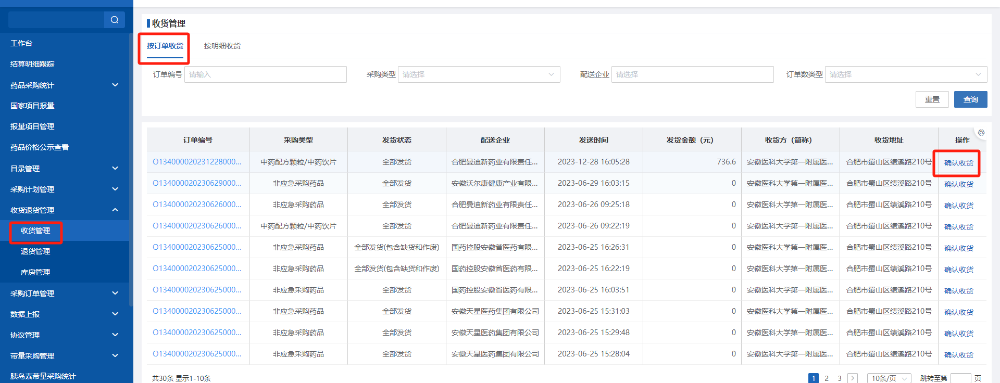 工作台
结算明细跟踪
药品采购统计
国家项目报量
报量项目管理
药品价格公示查看
目录管理
采购计划管理
收货退货管理
收货管理
退货管理
库房管理
采购订单管理
数据上报
协议管理
带量采购管理
胰岛素带量采购统计
收货管理
按订单收货 按明细收货
订单编号 请输入 采购类型 请选择 配送企业 请选择 订单数类型 请选择
重置 查询
订单编号 采购类型 发货状态 配送企业 发送时间 发货金额（元） 收货方（简称） 收货地址 操作
O134000020231228000... 中药配方颗粒/中药饮片 全部发货 合肥曼迪新药业有限责任... 2023-12-28 16:05:28 736.6 安徽医科大学第一附属医... 合肥市蜀山区绩溪路210号 确认收货
O134000020230629000... 非应急采购药品 全部发货 安徽沃尔康健康产业有限... 2023-06-29 16:03:15 0 安徽医科大学第一附属医... 合肥市蜀山区绩溪路210号 确认收货
O134000020230626000... 非应急采购药品 全部发货 合肥曼迪新药业有限责任... 2023-06-26 09:25:18 0 安徽医科大学第一附属医... 合肥市蜀山区绩溪路210号 确认收货
O134000020230626000... 中药配方颗粒/中药饮片 全部发货 合肥曼迪新药业有限责任... 2023-06-26 09:22:19 0 安徽医科大学第一附属医... 合肥市蜀山区绩溪路210号 确认收货
O134000020230625000... 非应急采购药品 全部发货(包含缺货和作废) 国药控股安徽省医药有限... 2023-06-25 16:26:31 0 安徽医科大学第一附属医... 合肥市蜀山区绩溪路210号 确认收货
O134000020230625000... 非应急采购药品 全部发货(包含缺货和作废) 国药控股安徽省医药有限... 2023-06-25 16:22:19 0 安徽医科大学第一附属医... 合肥市蜀山区绩溪路210号 确认收货
O134000020230625000... 非应急采购药品 全部发货 国药控股安徽省医药有限... 2023-06-25 16:03:51 0 安徽医科大学第一附属医... 合肥市蜀山区绩溪路210号 确认收货
O134000020230625000... 非应急采购药品 全部发货 安徽天星医药集团有限公司 2023-06-25 15:31:03 0 安徽医科大学第一附属医... 合肥市蜀山区绩溪路210号 确认收货
O134000020230625000... 非应急采购药品 全部发货 安徽天星医药集团有限公司 2023-06-25 15:29:48 0 安徽医科大学第一附属医... 合肥市蜀山区绩溪路210号 确认收货
O134000020230625000... 非应急采购药品 全部发货 安徽天星医药集团有限公司 2023-06-25 15:28:04 0 安徽医科大学第一附属医... 合肥市蜀山区绩溪路210号 确认收货
共30条 显示1-10条 1 2 3 > 10条/页 跳转至第 页